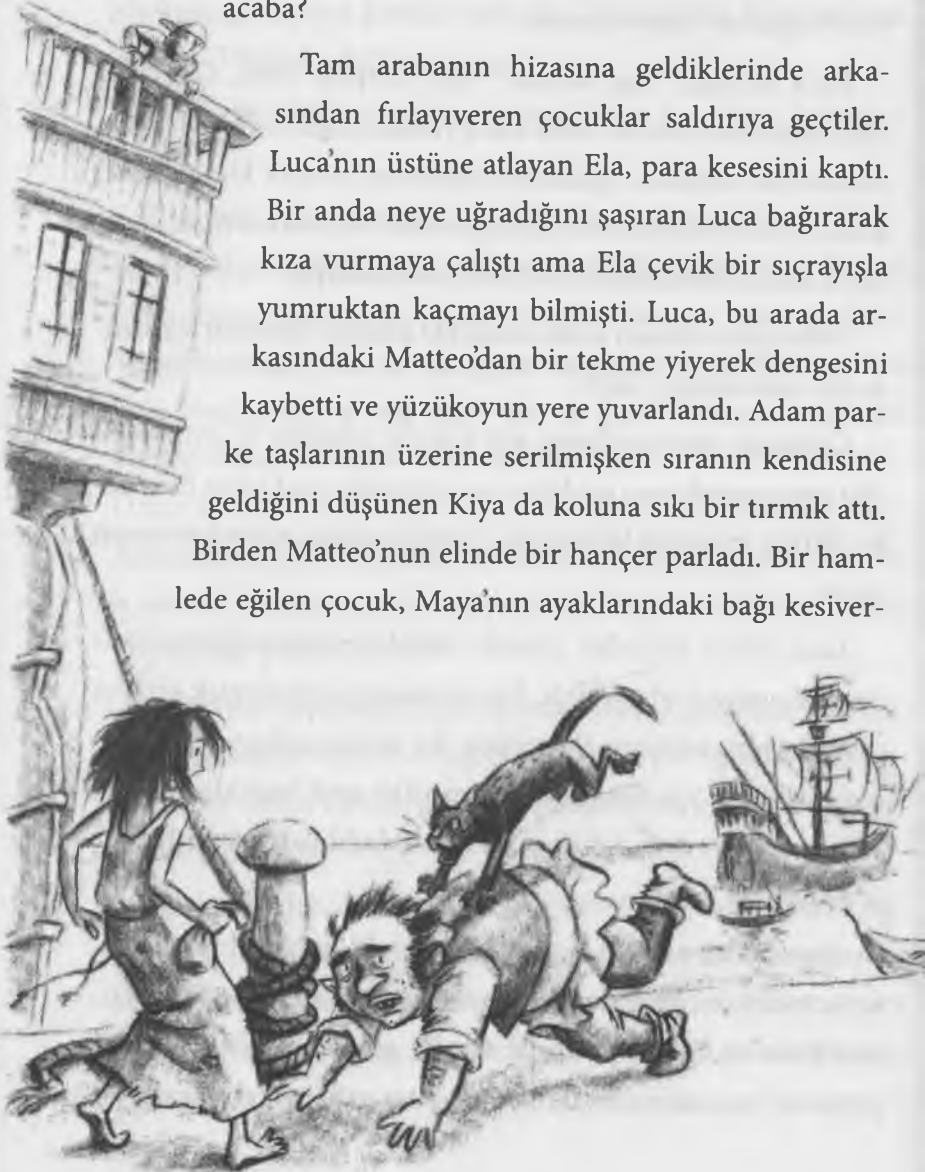 acaba?
Tam arabanın hizasına geldiklerinde arka-
sından fırlayıveren çocuklar saldırıya geçtiler.
Luca’nın üstüne atlayan Ela, para kesesini kaptı.
Bir anda neye uğradığını şaşıran Luca bağırarak
kıza vurmaya çalıştı ama Ela çevik bir sıçrayışla
yumruktan kaçmayı bilmişti. Luca, bu arada ar-
kasındaki Matteo’dan bir tekme yiyerek dengesini
kaybetti ve yüzükoyun yere yuvarlandı. Adam par-
ke taşlarının üzerine serilmişken sıranın kendisine
geldiğini düşünen Kiya da koluna sıkı bir tırmık attı.
Birden Matteo’nun elinde bir hançer parladı. Bir ham-
lede eğilen çocuk, Maya’nın ayaklarındaki bağı kesiver-